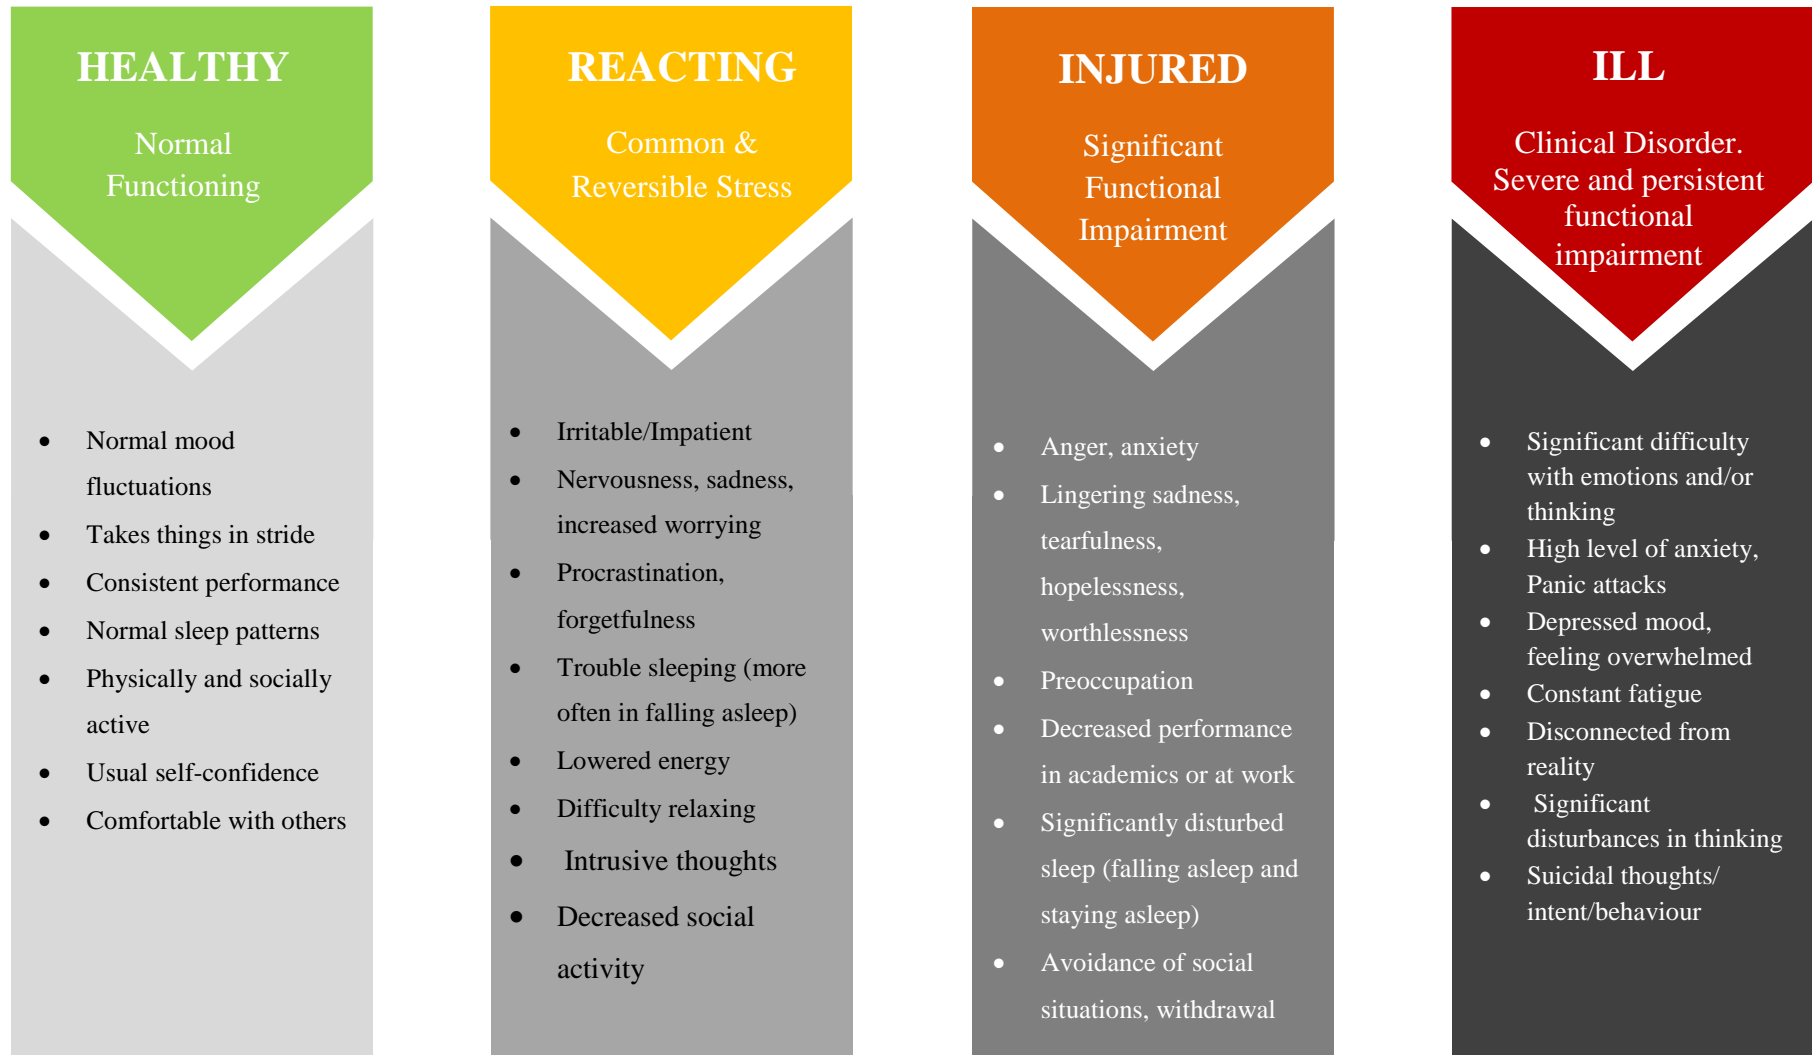 HEALTHY
Normal
Functioning
• Normal mood
fluctuations
• Takes things in stride
• Consistent performance
• Normal sleep patterns
• Physically and socially
active
• Usual self-confidence
• Comfortable with others
REACTING
Common &
Reversible Stress
• Irritable/Impatient
• Nervousness, sadness,
increased worrying
• Procrastination,
forgetfulness
• Trouble sleeping (more
often in falling asleep)
• Lowered energy
• Difficulty relaxing
• Intrusive thoughts
• Decreased social
activity
INJURED
Significant
Functional
Impairment
• Anger, anxiety
• Lingering sadness,
tearfulness,
hopelessness,
worthlessness
• Preoccupation
• Decreased performance
in academics or at work
• Significantly disturbed
sleep (falling asleep and
staying asleep)
• Avoidance of social
situations, withdrawal
ILL
Clinical Disorder.
Severe and persistent
functional
impairment
• Significant difficulty
with emotions and/or
thinking
• High level of anxiety,
Panic attacks
• Depressed mood,
feeling overwhelmed
• Constant fatigue
• Disconnected from
reality
• Significant
disturbances in thinking
• Suicidal thoughts/
intent/behaviour